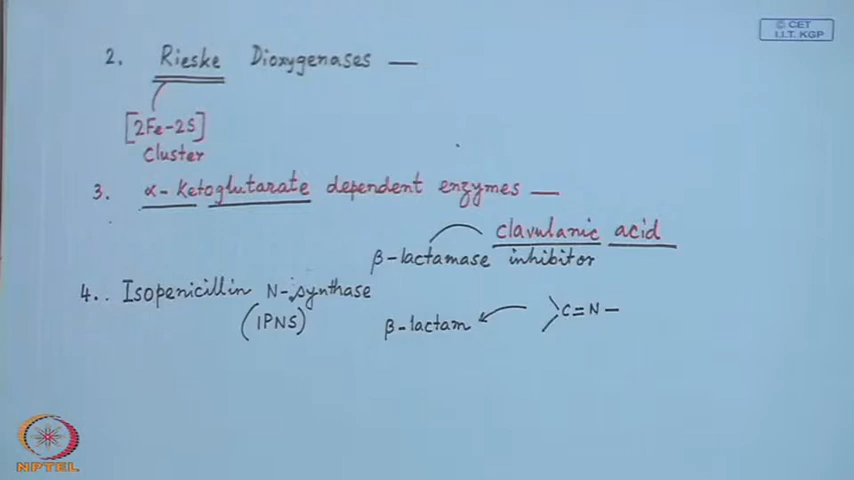 © CET
I.I.T. KGP
2. Rieske Dioxygenases —
[2Fe-2S]
Cluster
3. α-Ketoglutarate dependent enzymes —
clavulanic acid
β-lactamase inhibitor
4.. Isopenicillin N-synthase
(IPNS)
β-lactam
C=N-
NPTEL